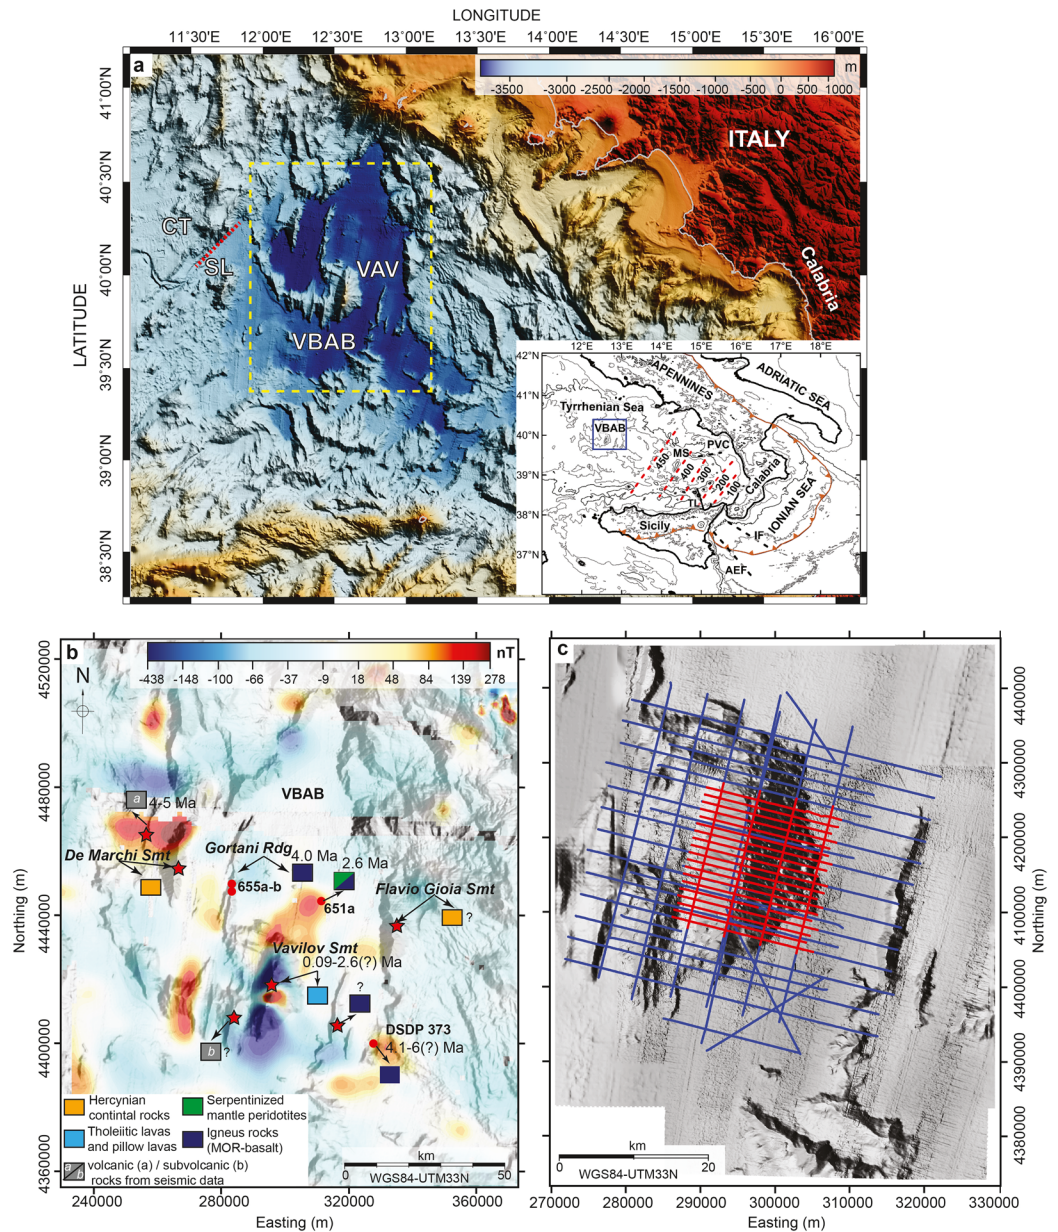 LONGITUDE
11°30'E 12°00'E 12°30'E 13°00'E 13°30'E 14°00'E 14°30'E 15°00'E 15°30'E 16°00'E
a
m
-3500 -3000 -2500 -2000 -1500 -1000 0 500 1000
LATITUDE
41°00'N
40°30'N
40°00'N
39°30'N
39°00'N
38°30'N
ITALY
Calabria
CT
SL
VAV
VBAB
12°E 13°E 14°E 15°E 16°E 17°E 18°E
42°N
41°N
40°N
39°N
38°N
37°N
APENNINES
ADRIATIC SEA
Tyrrhenian Sea
VBAB
PVC
MS
450
400
300
200
100
Calabria
TL
IONIAN SEA
Sicily
IF
AEF
b
nT
-438 -148 -100 -66 -37 -8 18 48 84 139 278
N
4520000
4480000
4440000
4400000
4360000
Northing (m)
VBAB
a
4-5 Ma
De Marchi Smt
Gortani Rdg
4.0 Ma
2.6 Ma
655a-b
651a
Flavio Gioia Smt
?
Vavilov Smt
0.09-2.6(?) Ma
?
b
?
DSDP 373
4.1-6(?) Ma
Hercynian
contintal rocks
Serpentinized
mantle peridotites
Tholeiitic lavas
and pillow lavas
Igneus rocks
(MOR-basalt)
a
b
volcanic (a) / subvolcanic (b)
rocks from seismic data
km
0 50
WGS84-UTM33N
240000 280000 320000 360000
Easting (m)
c
4400000
4300000
4200000
4100000
4400000
4390000
4380000
Northing (m)
km
0 20
WGS84-UTM33N
270000 280000 290000 300000 310000 320000 330000
Easting (m)